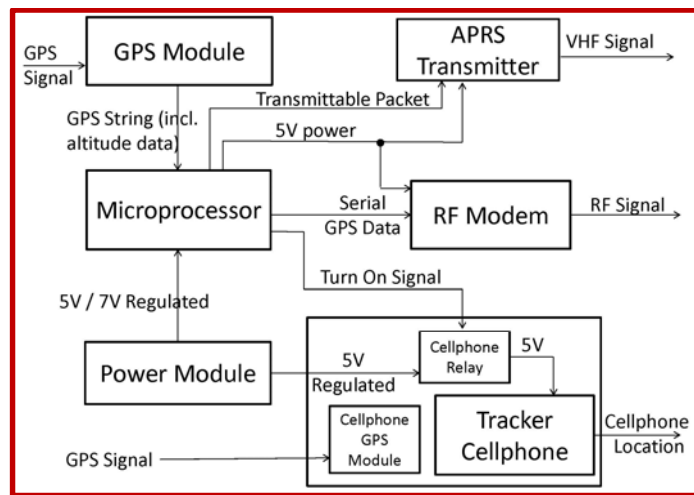 GPS
Signal
GPS Module
APRS
Transmitter
VHF Signal
Transmittable Packet
GPS String (incl.
altitude data)
5V power
Microprocessor
Serial
GPS Data
RF Modem
RF Signal
Turn On Signal
5V / 7V Regulated
Power Module
5V
Regulated
Cellphone
Relay
5V
Cellphone
GPS
Module
Tracker
Cellphone
Cellphone
Location
GPS Signal